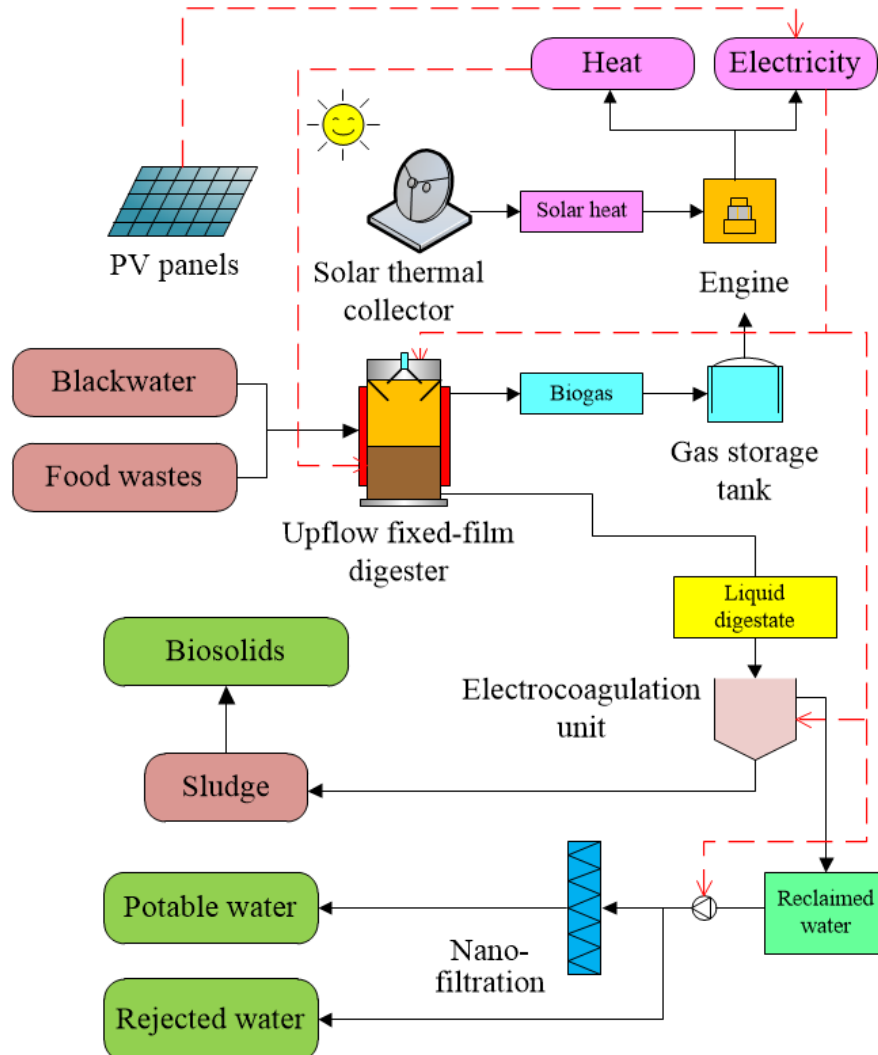 Heat
Electricity
Solar heat
PV panels
Solar thermal
collector
Engine
Blackwater
Food wastes
Biogas
Gas storage
tank
Upflow fixed-film
digester
Liquid
digestate
Biosolids
Electrocoagulation
unit
Sludge
Potable water
Nano-
filtration
Reclaimed
water
Rejected water